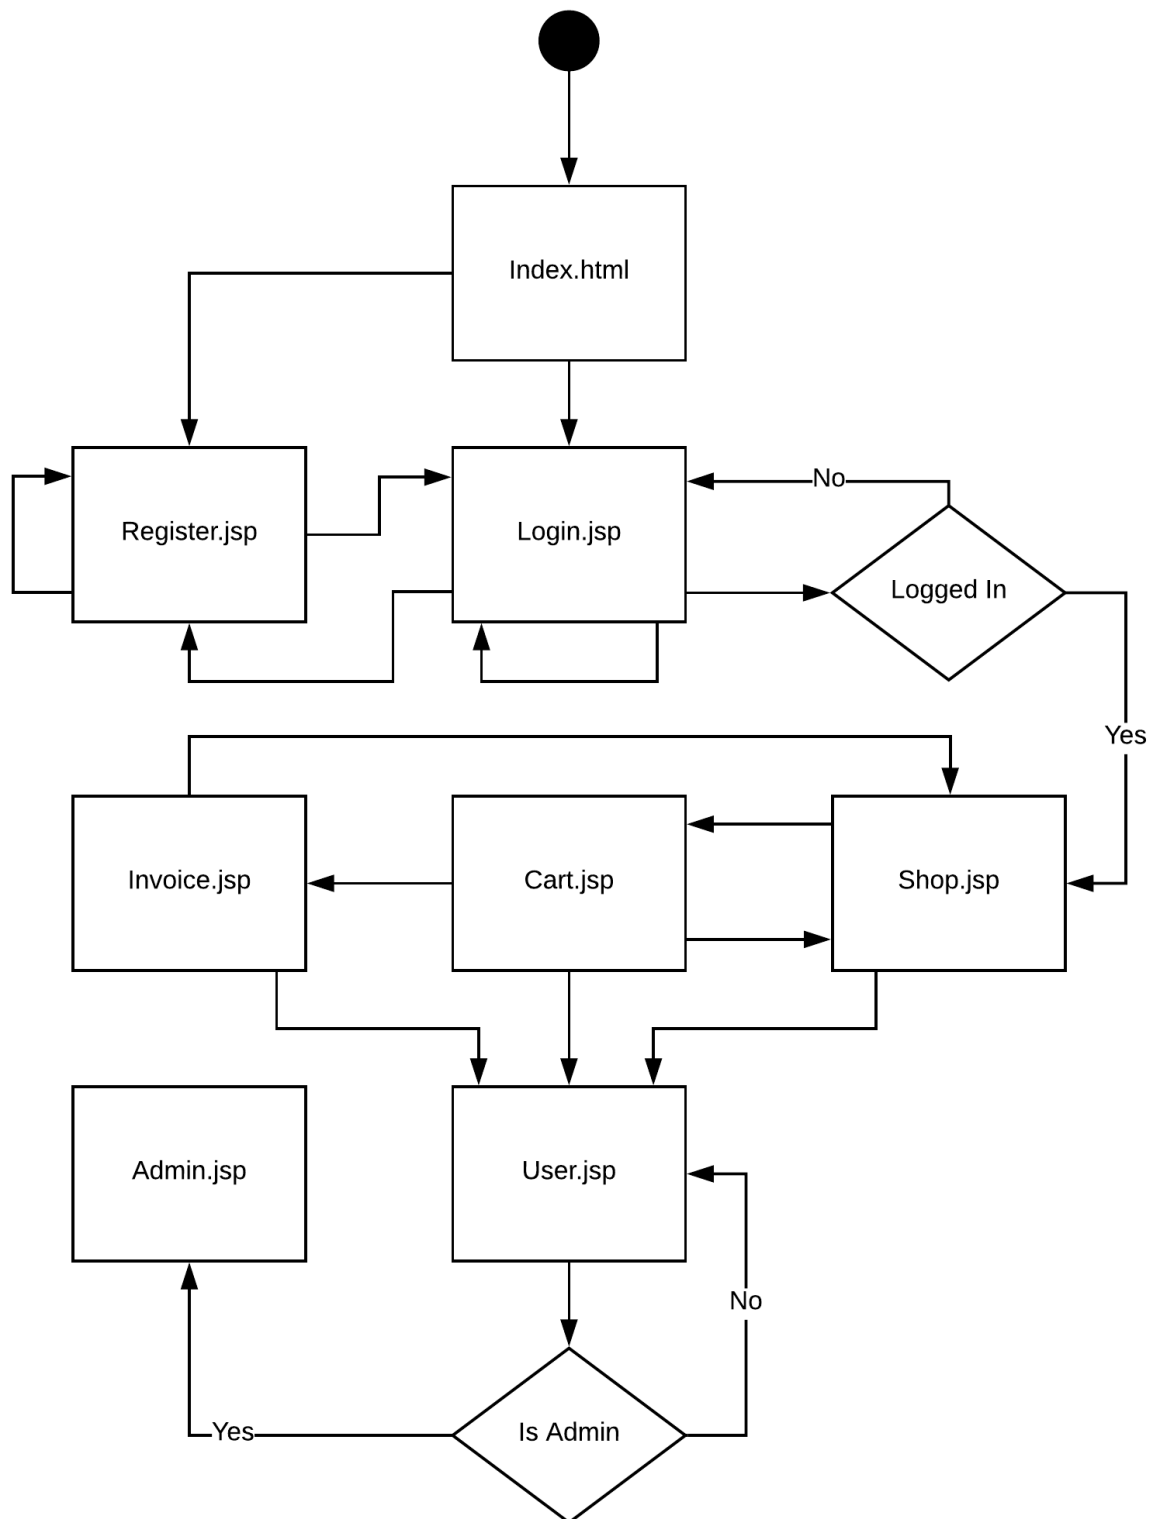 Index.html
Register.jsp
Login.jsp
No
Logged In
Yes
Invoice.jsp
Cart.jsp
Shop.jsp
Admin.jsp
User.jsp
No
Yes
Is Admin